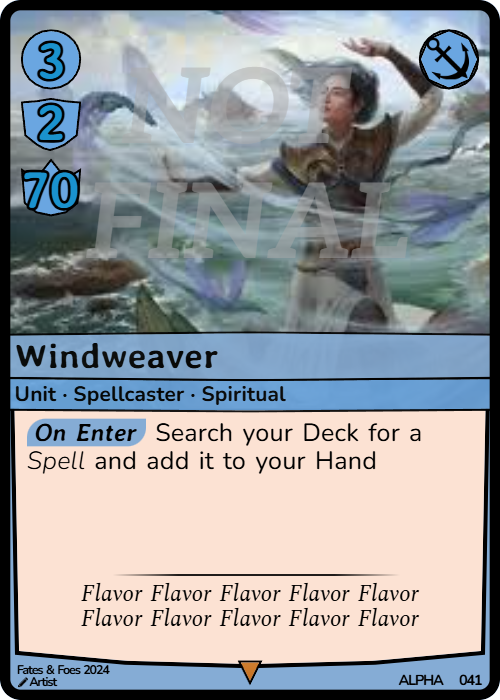 3
2
70
NOT
FINAL
Windweaver
Unit · Spellcaster · Spiritual
On Enter Search your Deck for a
Spell and add it to your Hand
Flavor Flavor Flavor Flavor Flavor
Flavor Flavor Flavor Flavor Flavor
Fates & Foes 2024
Artist
ALPHA 041